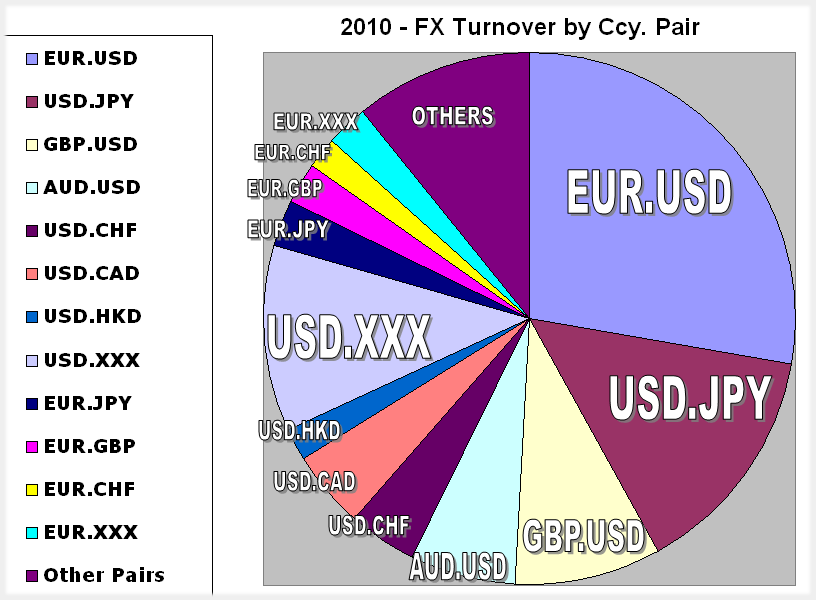 2010 - FX Turnover by Ccy. Pair
EUR.USD
USD.JPY
GBP.USD
AUD.USD
USD.CHF
USD.CAD
USD.HKD
USD.XXX
EUR.JPY
EUR.GBP
EUR.CHF
EUR.XXX
Other Pairs
OTHERS
EUR.XXX
EUR.CHF
EUR.GBP
EUR.JPY
EUR.USD
USD.XXX
USD.JPY
USD.HKD
USD.CAD
USD.CHF
GBP.USD
AUD.USD